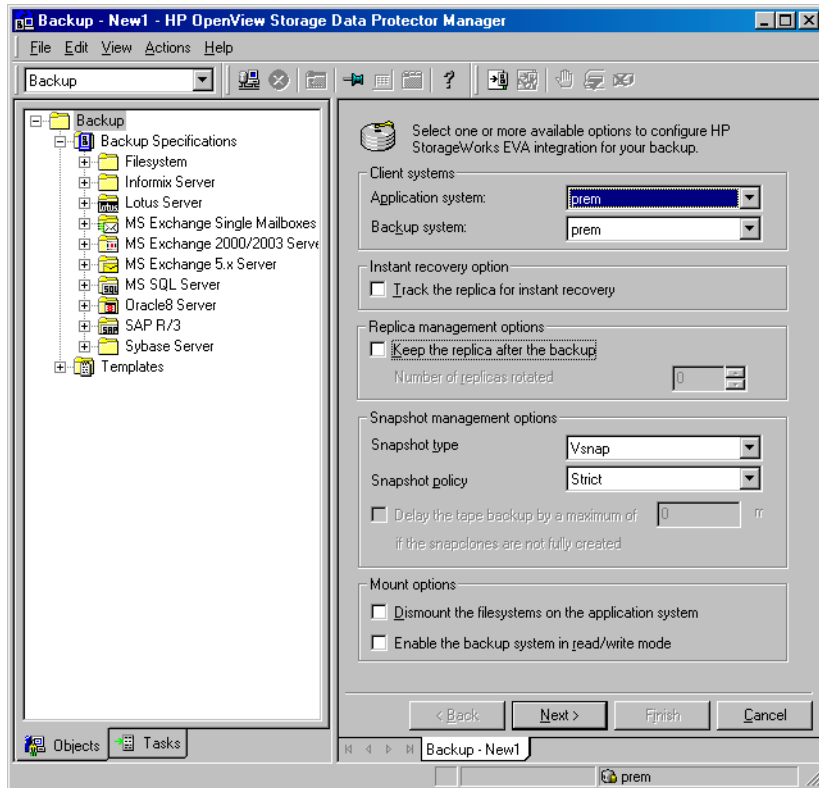 Backup - New1 - HP OpenView Storage Data Protector Manager
File Edit View Actions Help
Backup
Backup
Backup Specifications
Filesystem
Informix Server
Lotus Server
MS Exchange Single Mailboxes
MS Exchange 2000/2003 Serve
MS Exchange 5.x Server
MS SQL Server
Oracle8 Server
SAP R/3
Sybase Server
Templates
Objects Tasks
Select one or more available options to configure HP
StorageWorks EVA integration for your backup.
Client systems
Application system: prem
Backup system: prem
Instant recovery option
Track the replica for instant recovery
Replica management options
Keep the replica after the backup
Number of replicas rotated 0
Snapshot management options
Snapshot type Vsnap
Snapshot policy Strict
Delay the tape backup by a maximum of 0
if the snapclones are not fully created
Mount options
Dismount the filesystems on the application system
Enable the backup system in read/write mode
< Back Next > Finish Cancel
Backup - New1
prem